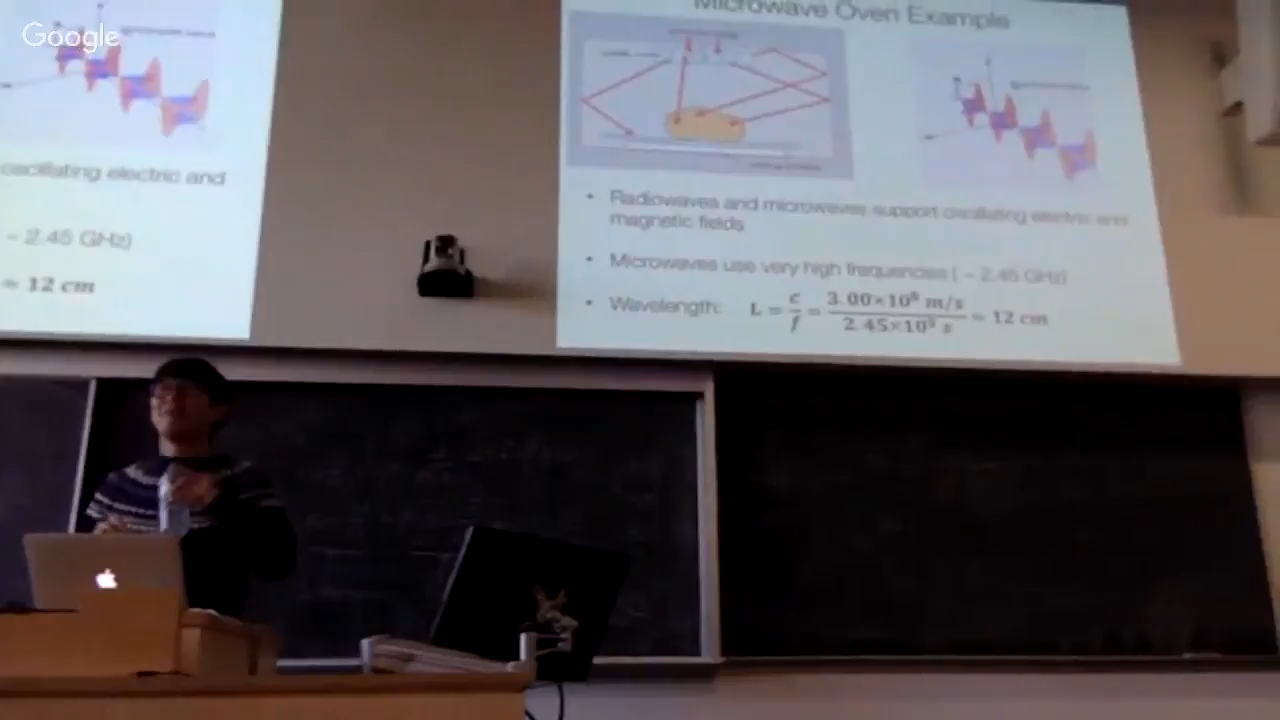 Google
Microwave Oven Example
oscillating electric and
~ 2.45 GHz)
= 12 cm
• Radiowaves and microwaves support oscillating electric and
magnetic fields
• Microwaves use very high frequencies ( ~ 2.45 GHz)
• Wavelength: L = c/f = 3.00×10⁸ m/s / 2.45×10⁹ s = 12 cm